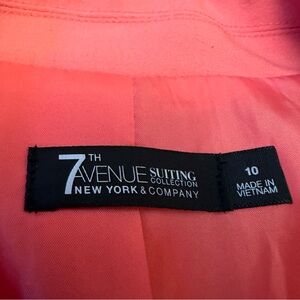 7TH AVENUE SUITING COLLECTION
NEW YORK & COMPANY
10
MADE IN
VIETNAM